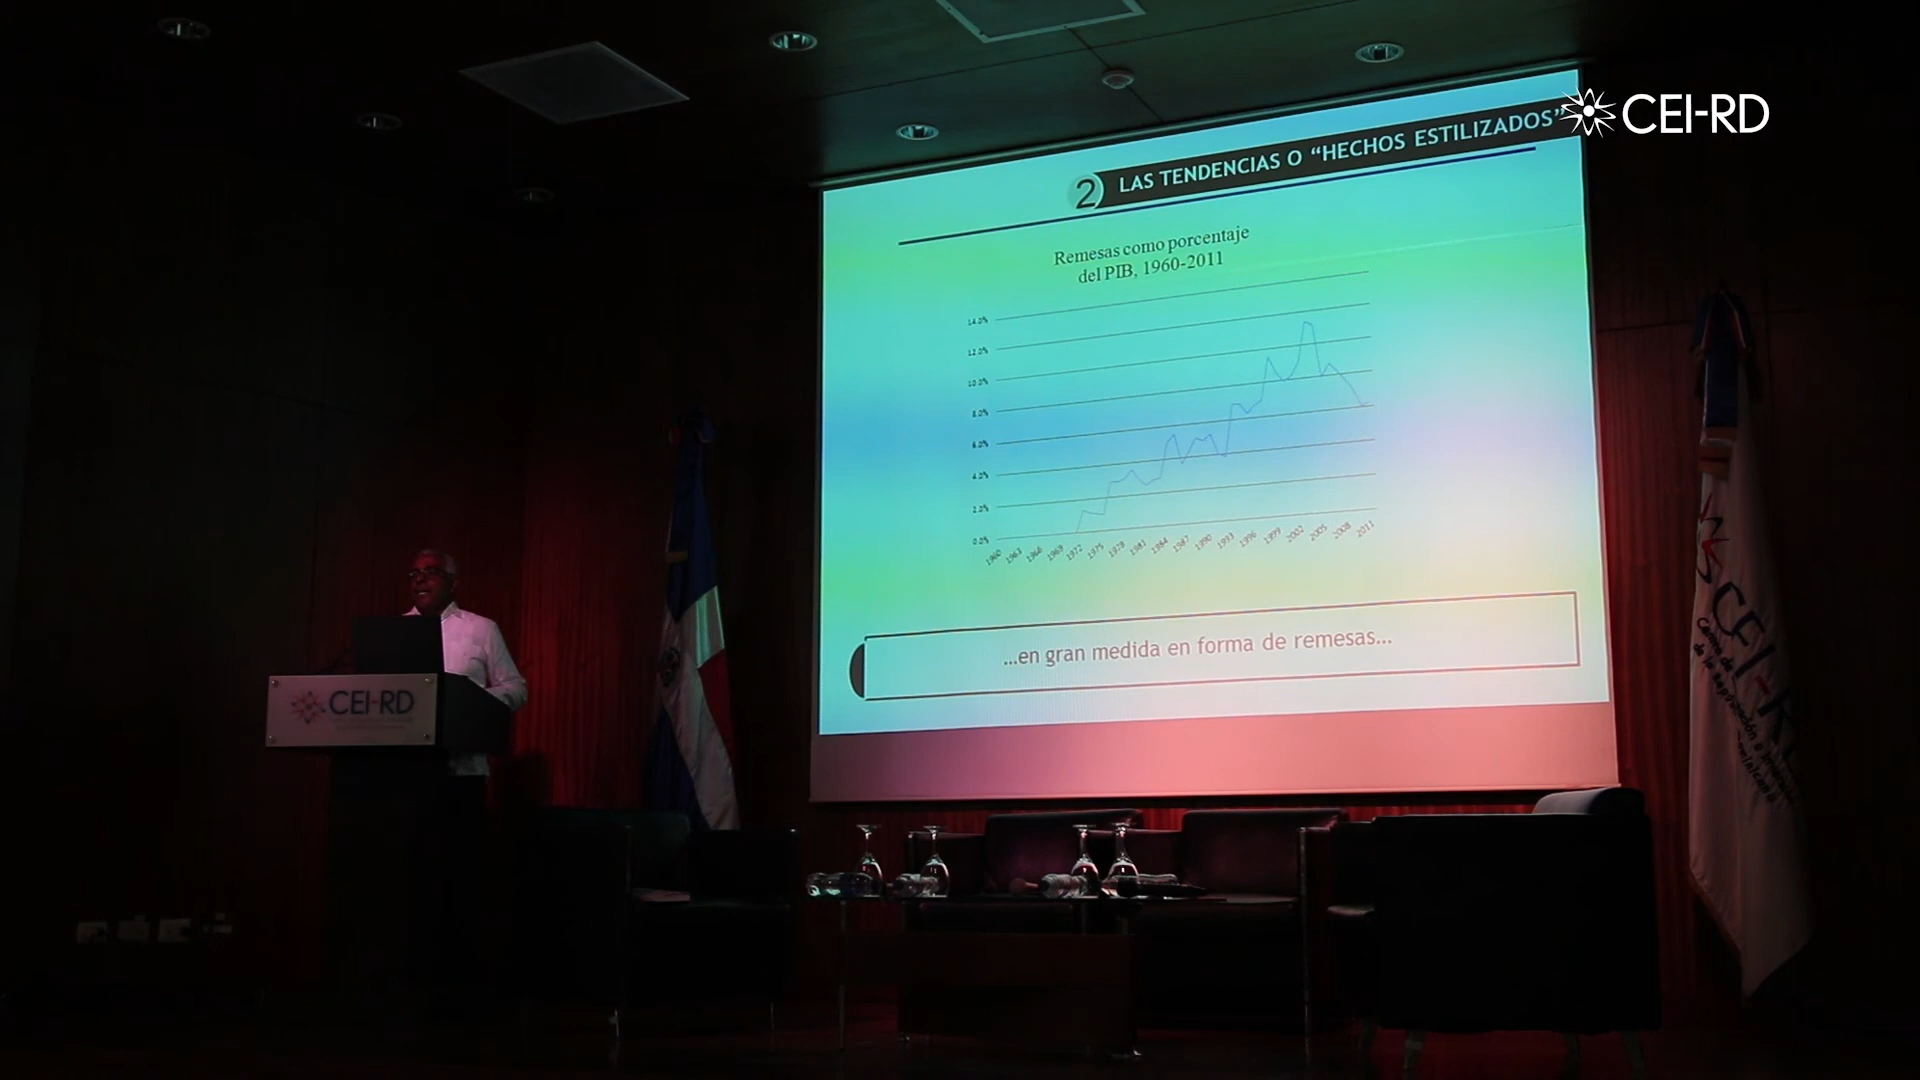 CEI-RD
2 LAS TENDENCIAS O “HECHOS ESTILIZADOS”
Remesas como porcentaje
del PIB, 1960-2011
14.0%
12.0%
10.0%
8.0%
6.0%
4.0%
2.0%
0.0%
1960 1963 1966 1969 1972 1975 1978 1981 1984 1987 1990 1993 1996 1999 2002 2005 2008 2011
...en gran medida en forma de remesas...
CEI-RD
CEI-RD